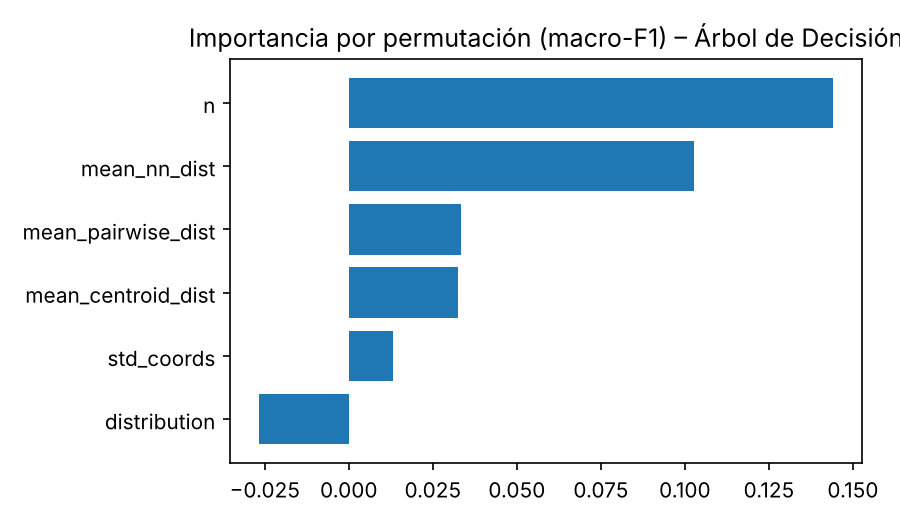 Importancia por permutación (macro-F1) – Árbol de Decisión
n
mean_nn_dist
mean_pairwise_dist
mean_centroid_dist
std_coords
distribution
−0.025 0.000 0.025 0.050 0.075 0.100 0.125 0.150